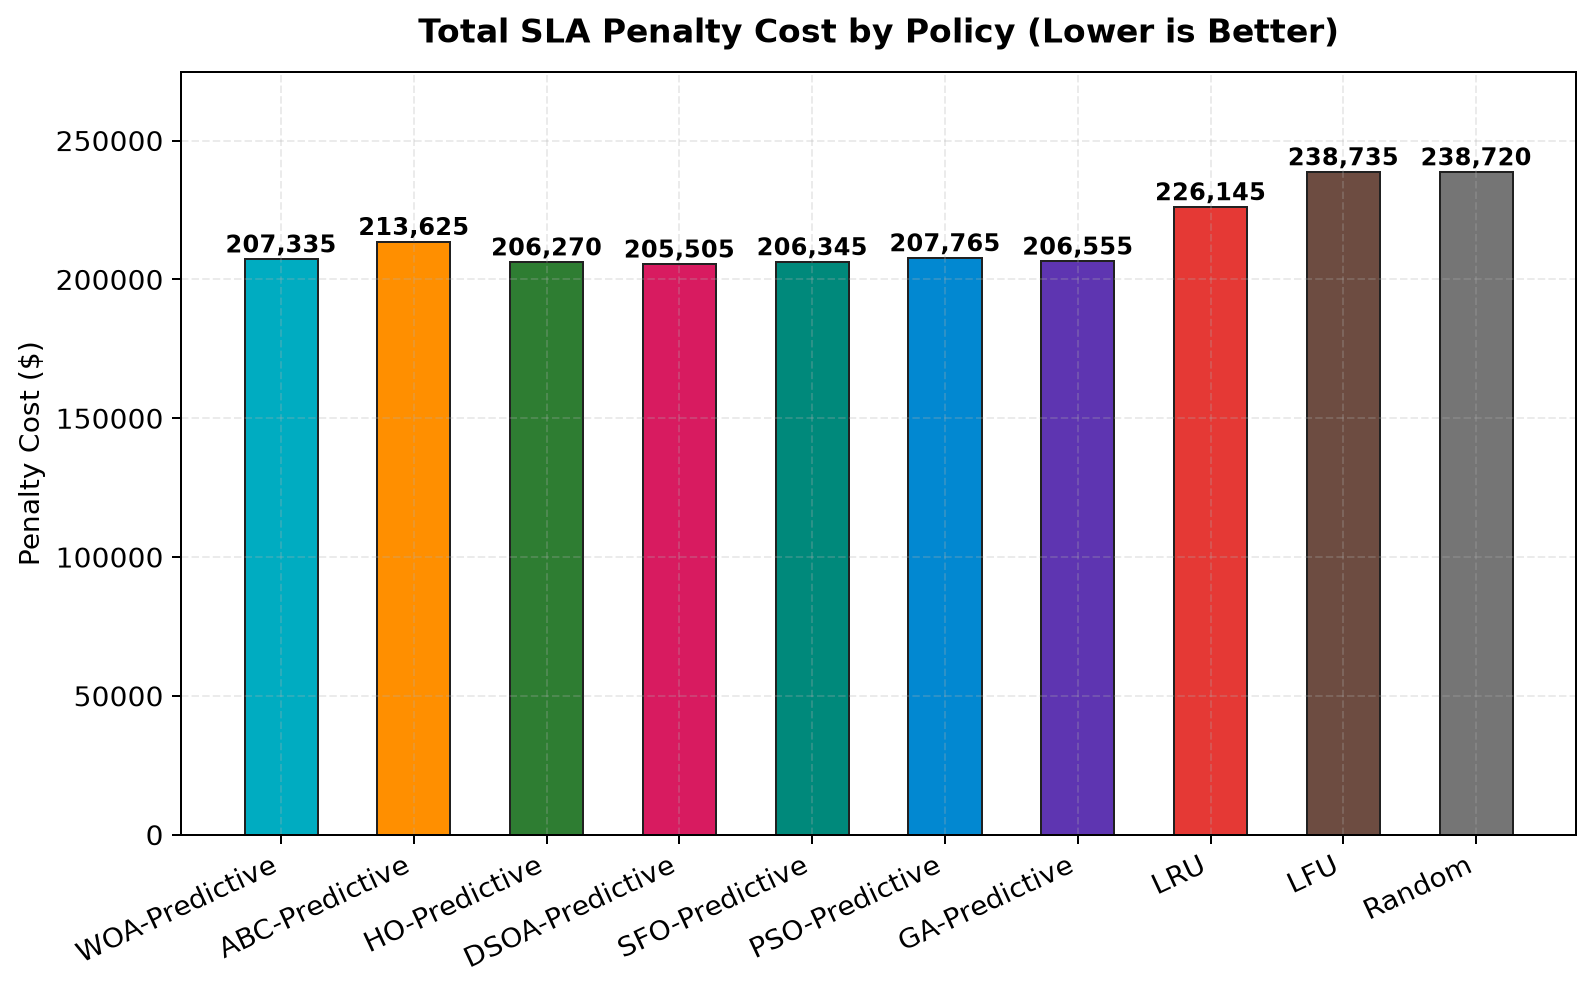 Total SLA Penalty Cost by Policy (Lower is Better)
Penalty Cost ($)
250000
200000
150000
100000
50000
0
207,335
213,625
206,270
205,505
206,345
207,765
206,555
226,145
238,735
238,720
WOA-Predictive
ABC-Predictive
HO-Predictive
DSOA-Predictive
SFO-Predictive
PSO-Predictive
GA-Predictive
LRU
LFU
Random